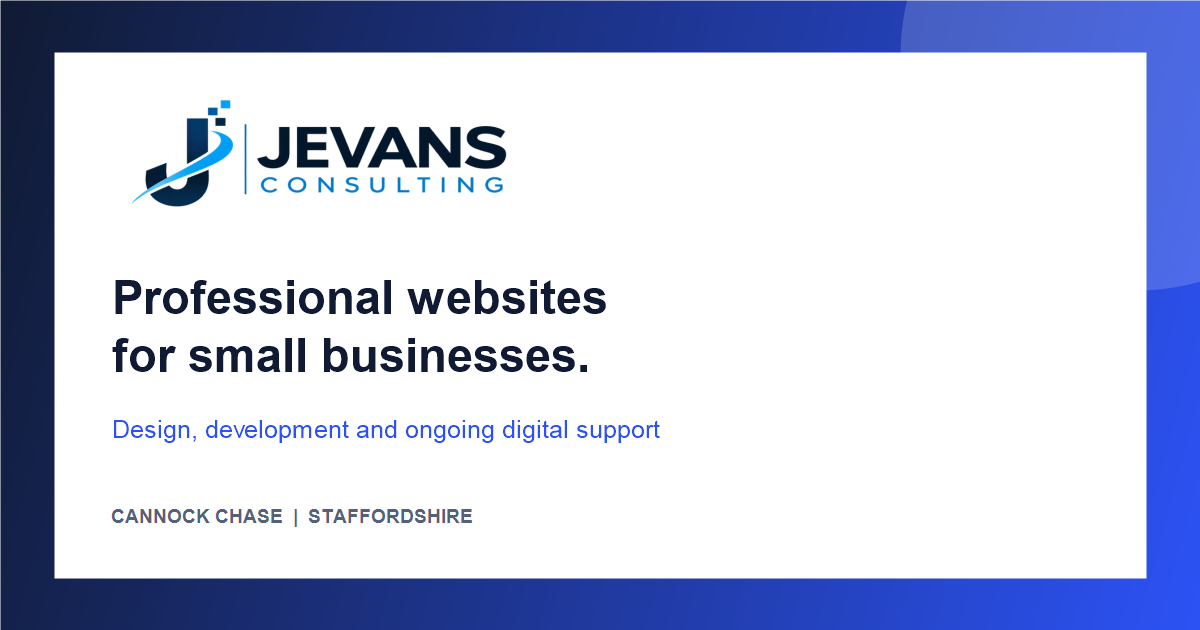 JEVANS
CONSULTING
Professional websites
for small businesses.
Design, development and ongoing digital support
CANNOCK CHASE | STAFFORDSHIRE